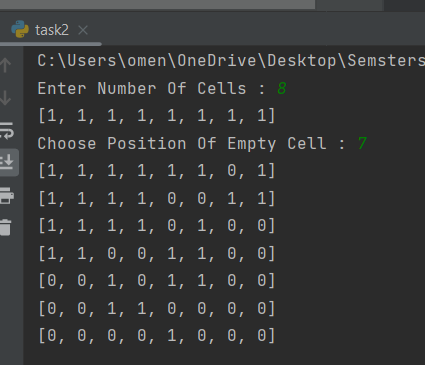 task2
C:\Users\omen\OneDrive\Desktop\Semsters
Enter Number Of Cells : 8
[1, 1, 1, 1, 1, 1, 1, 1]
Choose Position Of Empty Cell : 7
[1, 1, 1, 1, 1, 1, 0, 1]
[1, 1, 1, 1, 0, 0, 1, 1]
[1, 1, 1, 1, 0, 1, 0, 0]
[1, 1, 0, 0, 1, 1, 0, 0]
[0, 0, 1, 0, 1, 1, 0, 0]
[0, 0, 1, 1, 0, 0, 0, 0]
[0, 0, 0, 0, 1, 0, 0, 0]